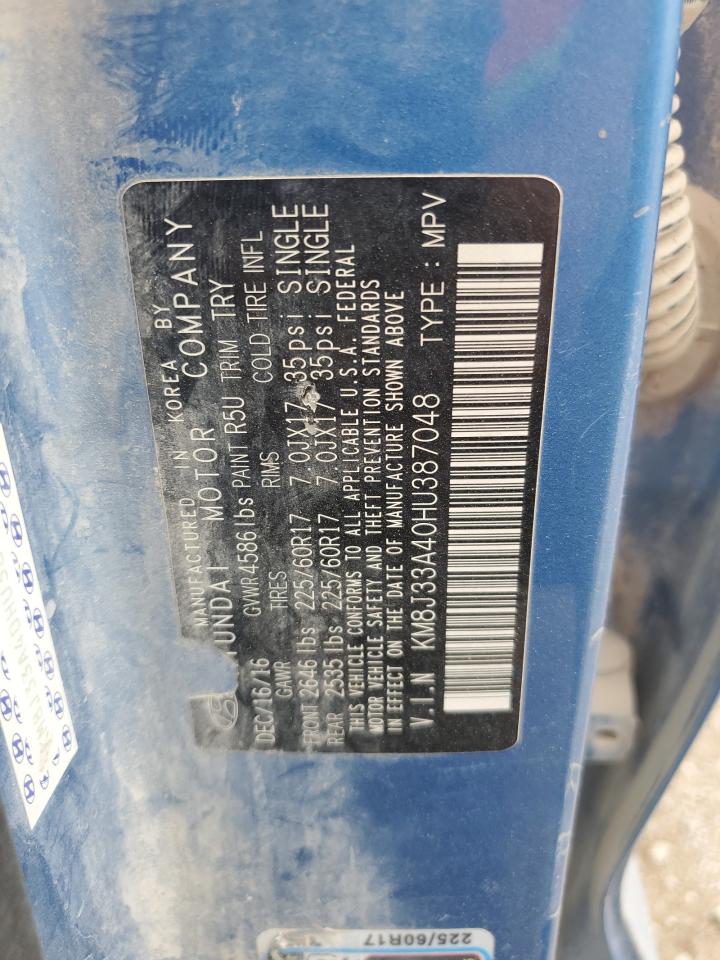 MANUFACTURED IN KOREA BY
MOTOR COMPANY
DEC/16/16 GVWR 4586 lbs PAINT R5U TRIM TRY
GAWR TIRES RIMS COLD TIRE INFL
FRONT 2646 lbs 225/60R17 7.0JX17 35psi SINGLE
REAR 2535 lbs 225/60R17 7.0JX17 35psi SINGLE
THIS VEHICLE CONFORMS TO ALL APPLICABLE U.S.A. FEDERAL
MOTOR VEHICLE SAFETY AND THEFT PREVENTION STANDARDS
IN EFFECT ON THE DATE OF MANUFACTURE SHOWN ABOVE
V.I.N KM8J33A40HU387048 TYPE : MPV
225/60R17